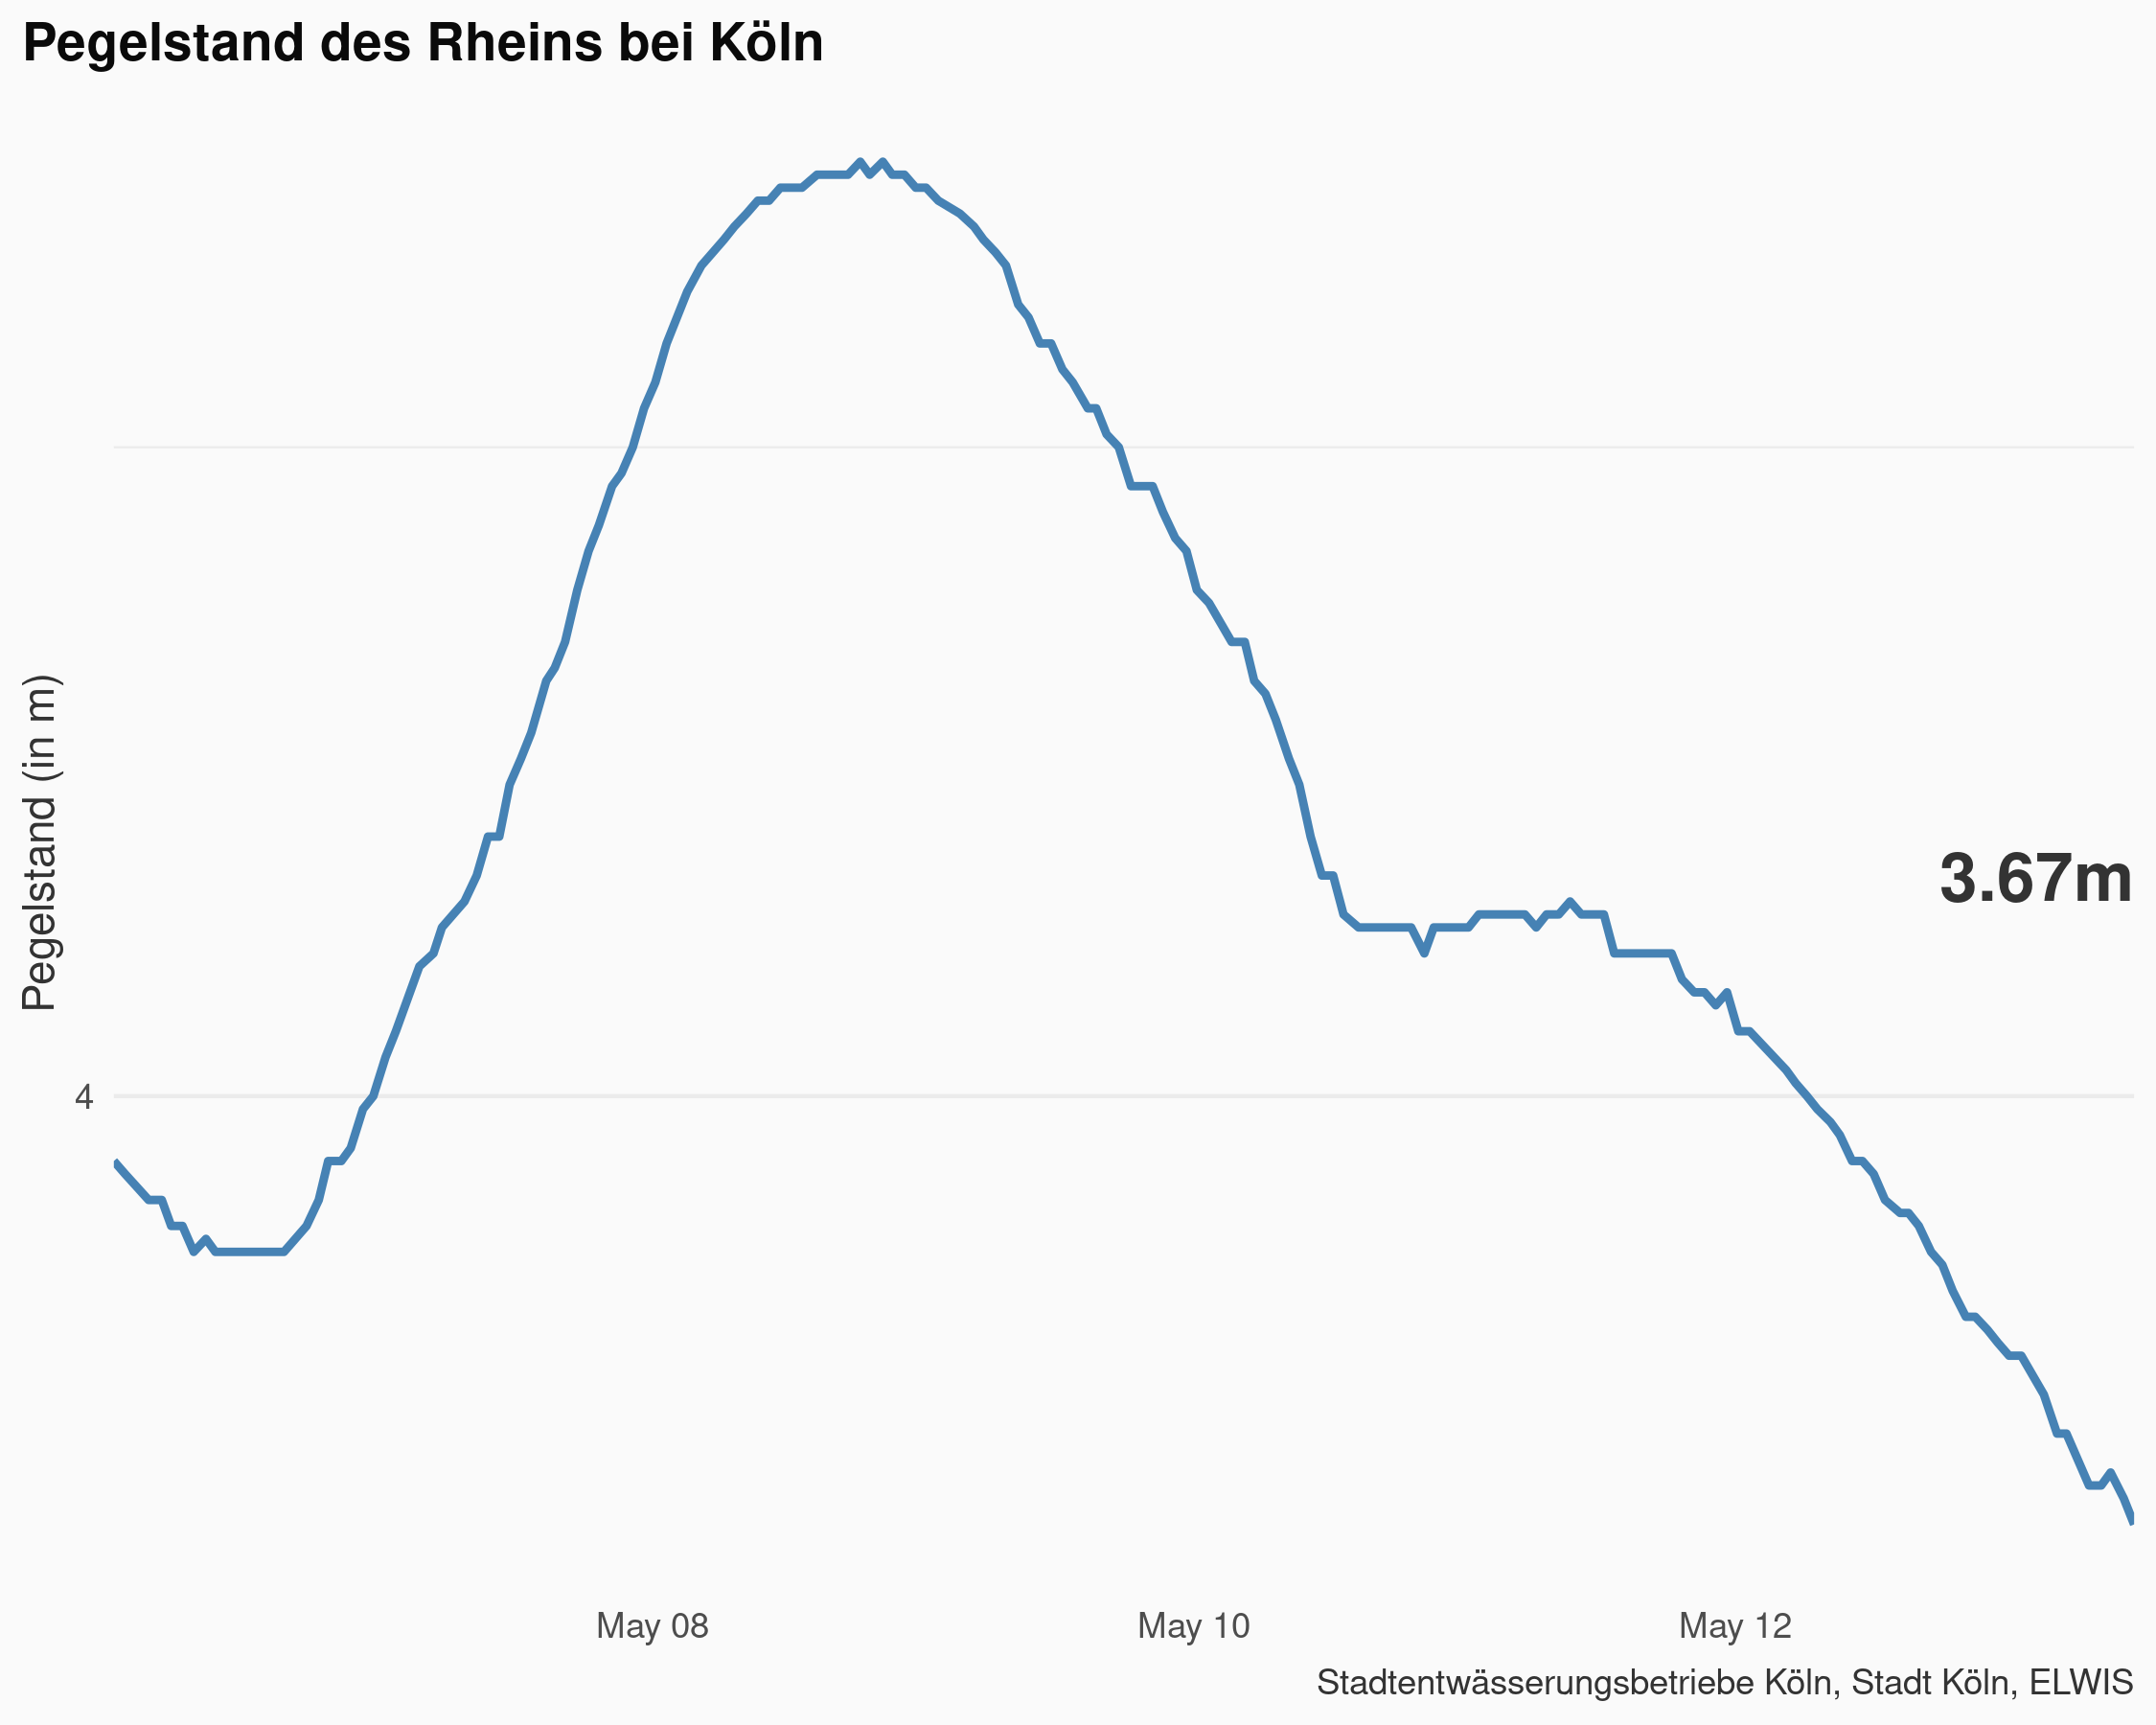 Pegelstand des Rheins bei Köln
Pegelstand (in m)
3.67m
4
May 08
May 10
May 12
Stadtentwässerungsbetriebe Köln, Stadt Köln, ELWIS